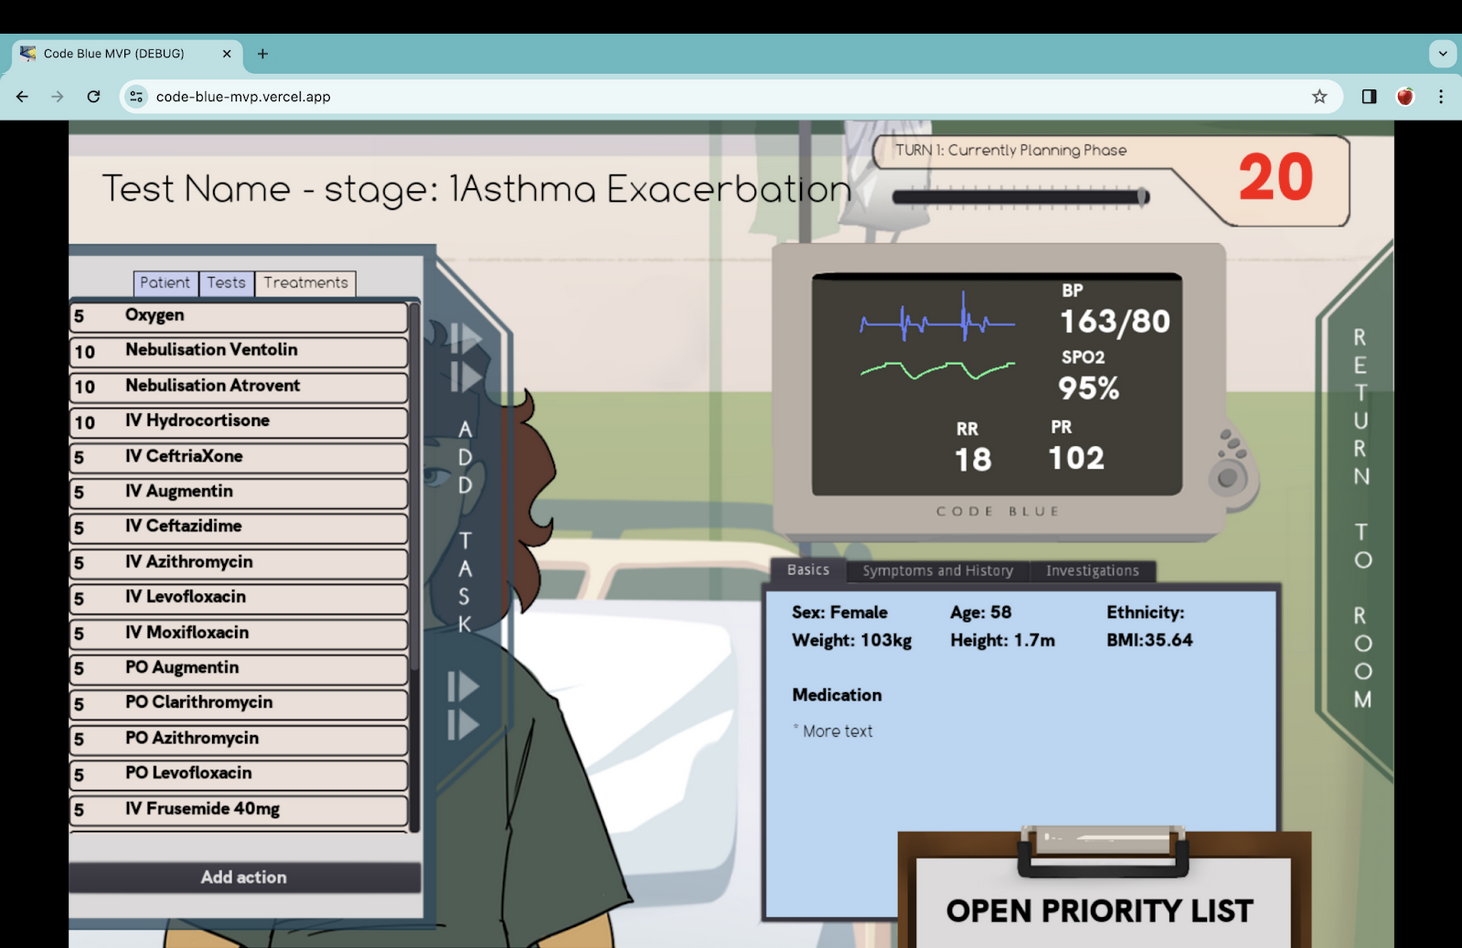 Code Blue MVP (DEBUG)
code-blue-mvp.vercel.app
TURN 1: Currently Planning Phase
20
Test Name - stage: 1Asthma Exacerbation
Patient Tests Treatments
5 Oxygen
10 Nebulisation Ventolin
10 Nebulisation Atrovent
10 IV Hydrocortisone
5 IV CeftriaXone
5 IV Augmentin
5 IV Ceftazidime
5 IV Azithromycin
5 IV Levofloxacin
5 IV Moxifloxacin
5 PO Augmentin
5 PO Clarithromycin
5 PO Azithromycin
5 PO Levofloxacin
5 IV Frusemide 40mg
Add action
ADD TASK
BP
163/80
SPO2
95%
RR PR
18 102
CODE BLUE
RETURN TO ROOM
Basics Symptoms and History Investigations
Sex: Female Age: 58 Ethnicity:
Weight: 103kg Height: 1.7m BMI:35.64
Medication
° More text
OPEN PRIORITY LIST